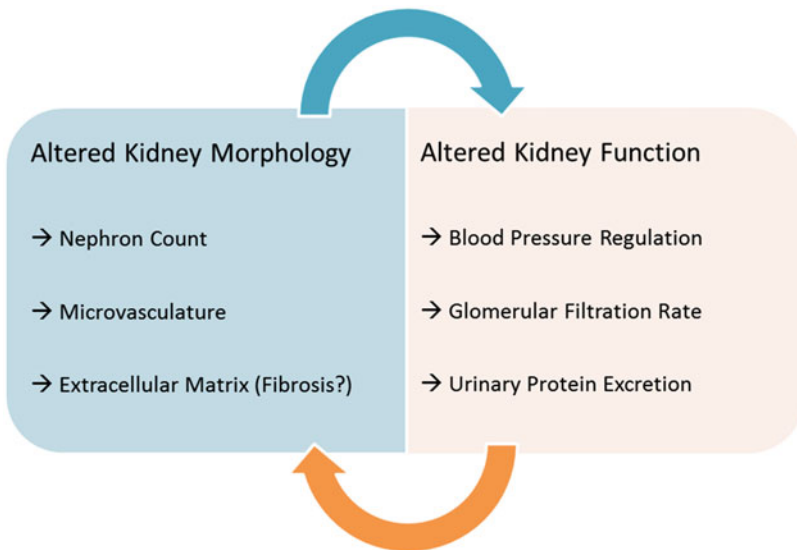 Altered Kidney Morphology
→ Nephron Count
→ Microvasculature
→ Extracellular Matrix (Fibrosis?)
Altered Kidney Function
→ Blood Pressure Regulation
→ Glomerular Filtration Rate
→ Urinary Protein Excretion